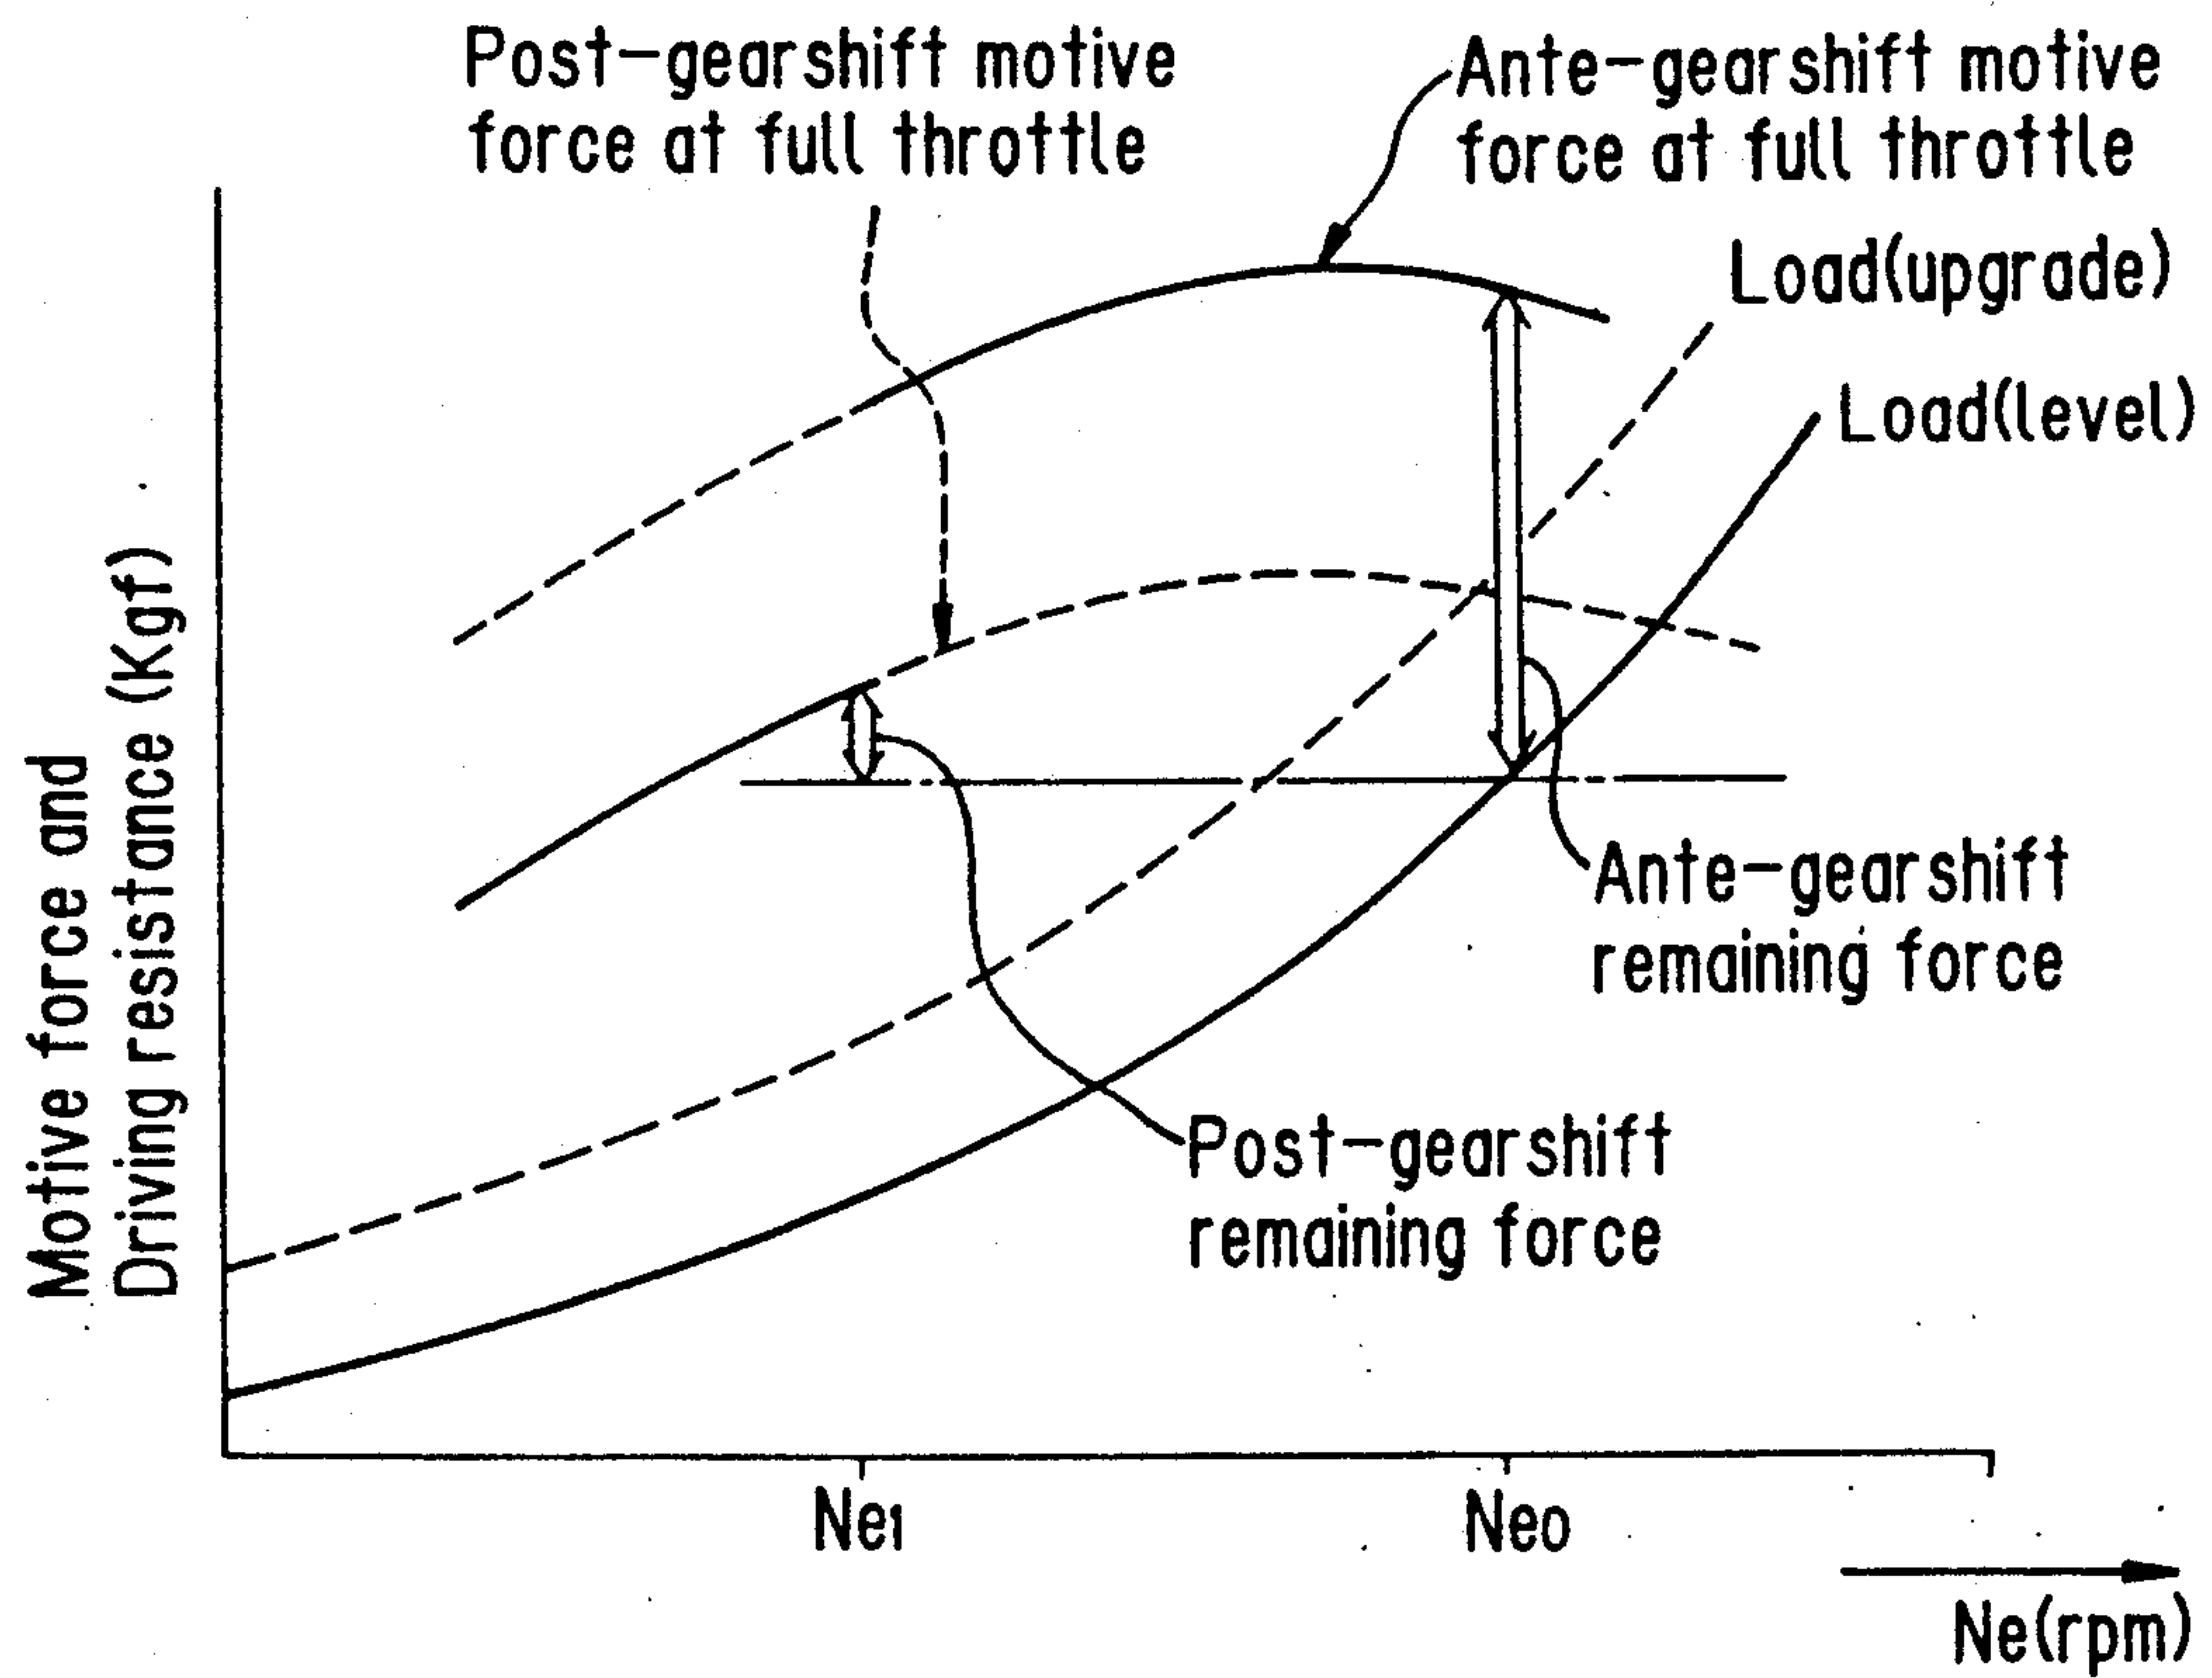 Post-gearshift motive
force at full throttle
Ante-gearshift motive
force at full throttle
Load(upgrade)
Load(level)
Motive force and
Driving resistance (Kgf)
Ante-gearshift
remaining force
Post-gearshift
remaining force
Ne1
Neo
Ne(rpm)